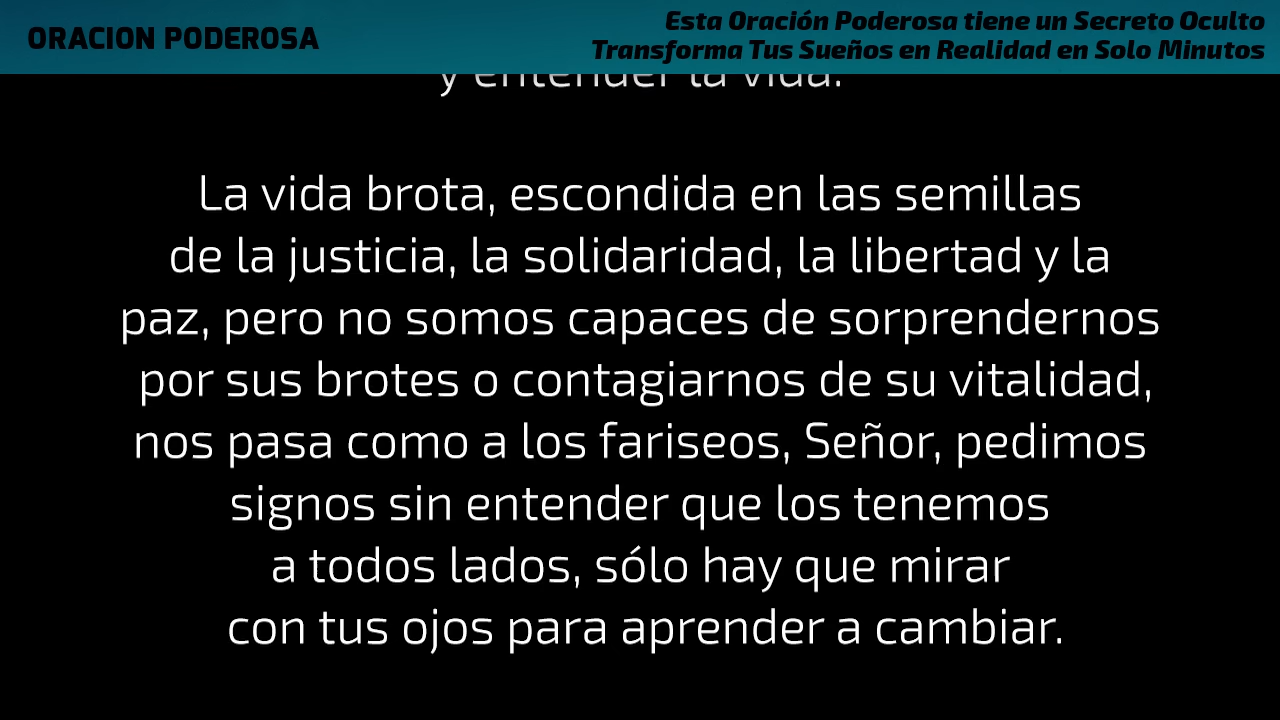 ORACION PODEROSA
Esta Oración Poderosa tiene un Secreto Oculto
Transforma Tus Sueños en Realidad en Solo Minutos
y entender la vida.
La vida brota, escondida en las semillas
de la justicia, la solidaridad, la libertad y la
paz, pero no somos capaces de sorprendernos
por sus brotes o contagiarnos de su vitalidad,
nos pasa como a los fariseos, Señor, pedimos
signos sin entender que los tenemos
a todos lados, sólo hay que mirar
con tus ojos para aprender a cambiar.